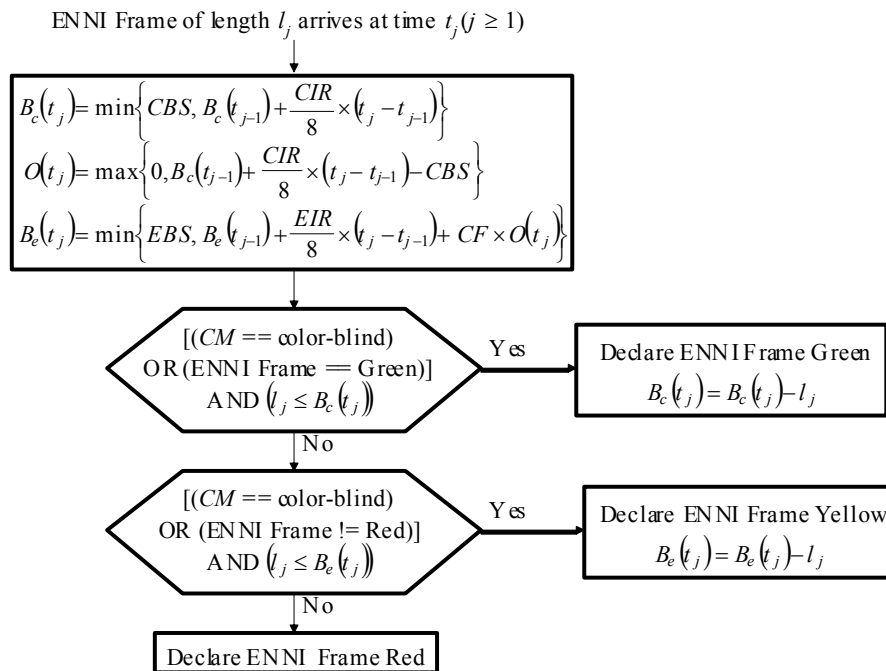 ENNI Frame of length l_j arrives at time t_j (j ≥ 1)
B_c(t_j) = min{CBS, B_c(t_{j-1}) + CIR/8 × (t_j − t_{j-1})}
O(t_j) = max{0, B_c(t_{j-1}) + CIR/8 × (t_j − t_{j-1}) − CBS}
B_e(t_j) = min{EBS, B_e(t_{j-1}) + EIR/8 × (t_j − t_{j-1}) + CF × O(t_j)}
[(CM == color-blind)
OR (ENNI Frame == Green)]
AND (l_j ≤ B_c(t_j))
Yes
Declare ENNI Frame Green
B_c(t_j) = B_c(t_j) − l_j
No
[(CM == color-blind)
OR (ENNI Frame != Red)]
AND (l_j ≤ B_e(t_j))
Yes
Declare ENNI Frame Yellow
B_e(t_j) = B_e(t_j) − l_j
No
Declare ENNI Frame Red